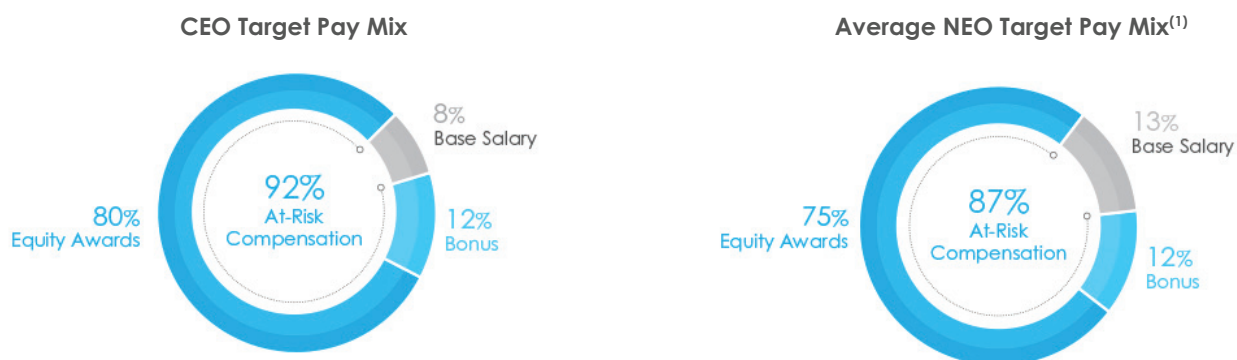 CEO Target Pay Mix
8%
Base Salary
92%
At-Risk
Compensation
80%
Equity Awards
12%
Bonus
Average NEO Target Pay Mix(1)
13%
Base Salary
87%
At-Risk
Compensation
75%
Equity Awards
12%
Bonus